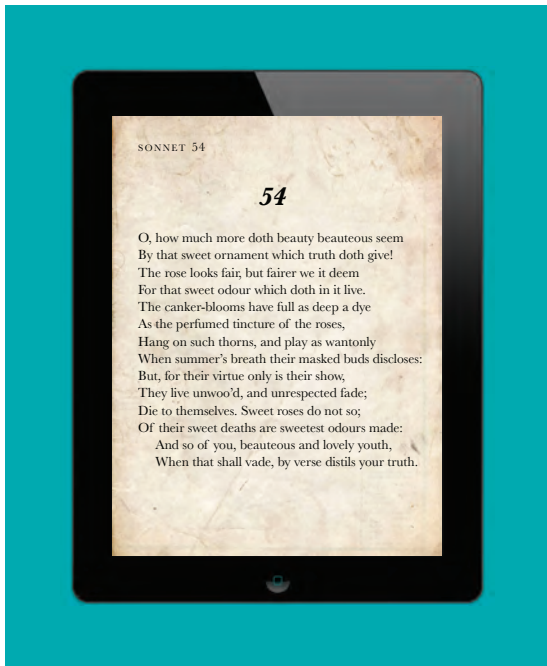 SONNET 54
54
O, how much more doth beauty beauteous seem
By that sweet ornament which truth doth give!
The rose looks fair, but fairer we it deem
For that sweet odour which doth in it live.
The canker-blooms have full as deep a dye
As the perfumed tincture of the roses,
Hang on such thorns, and play as wantonly
When summer's breath their masked buds discloses:
But, for their virtue only is their show,
They live unwoo'd, and unrespected fade;
Die to themselves. Sweet roses do not so;
Of their sweet deaths are sweetest odours made:
And so of you, beauteous and lovely youth,
When that shall vade, by verse distils your truth.